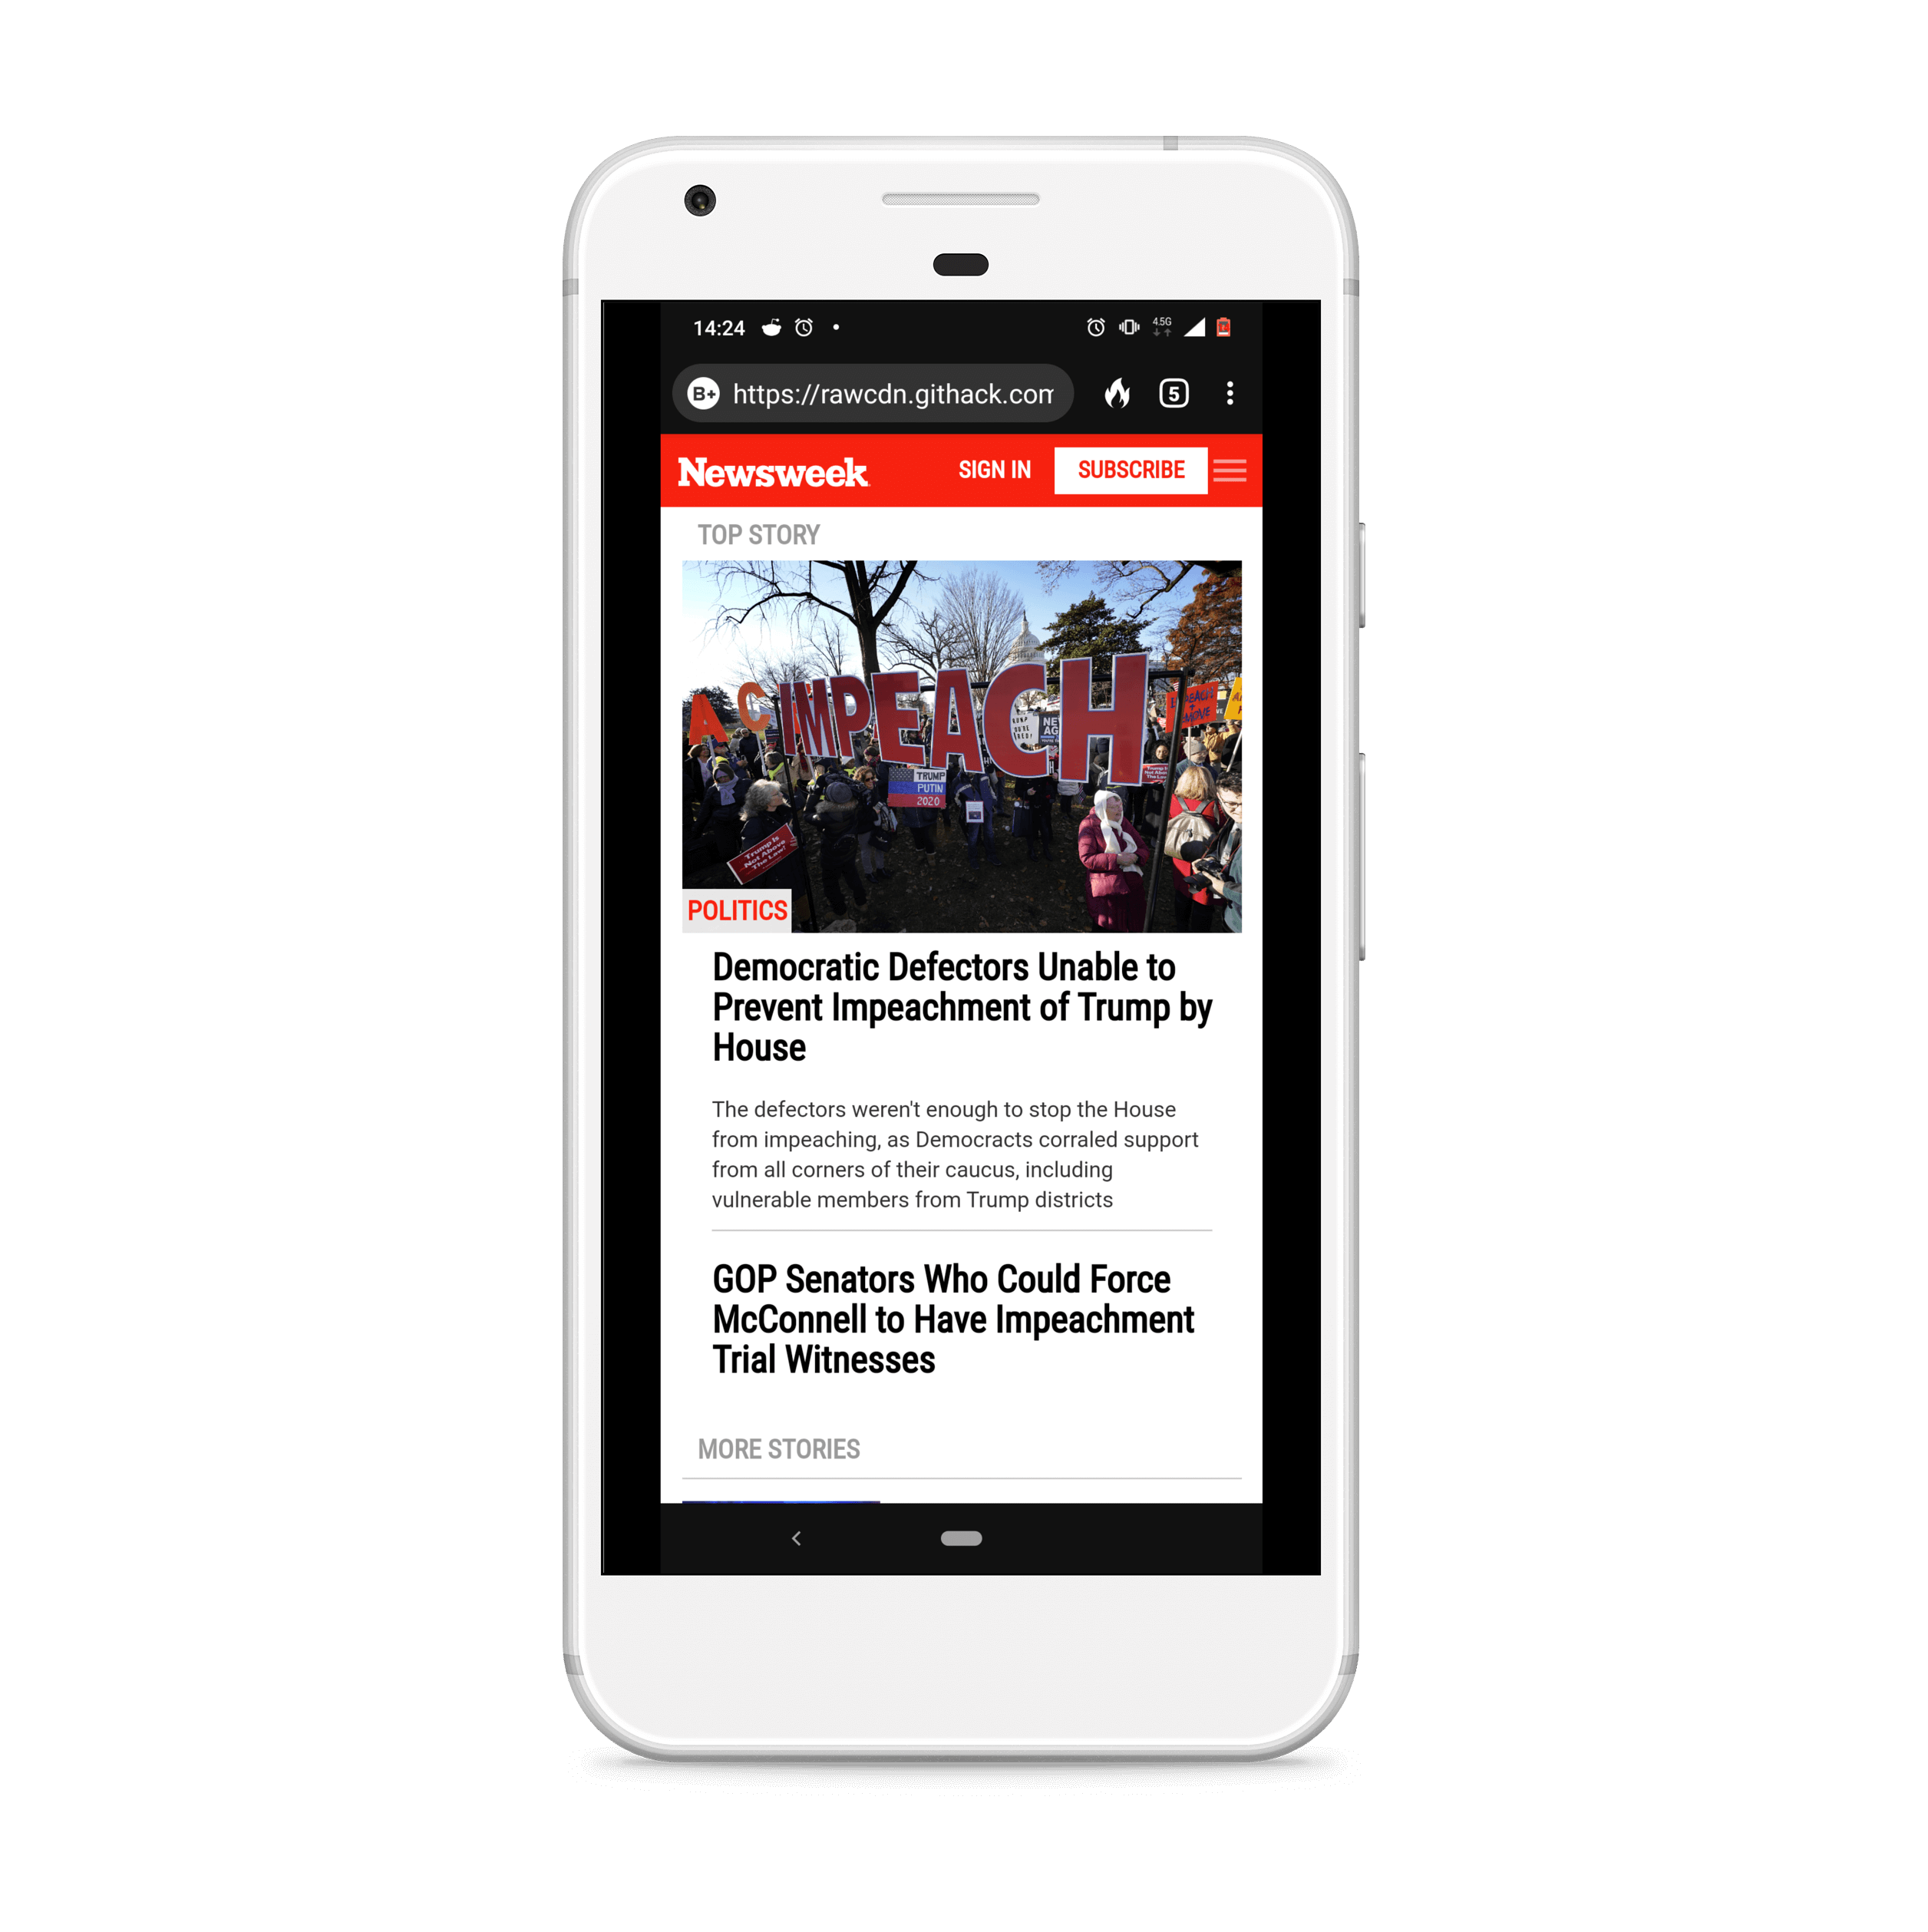 14:24
4.5G
B+ https://rawcdn.githack.com 5
Newsweek SIGN IN SUBSCRIBE
TOP STORY
A C IMPEACH
TRUMP
PUTIN
2020
Trump Is
Not Above
The Law!
POLITICS
Democratic Defectors Unable to
Prevent Impeachment of Trump by
House
The defectors weren't enough to stop the House
from impeaching, as Democracts corraled support
from all corners of their caucus, including
vulnerable members from Trump districts
GOP Senators Who Could Force
McConnell to Have Impeachment
Trial Witnesses
MORE STORIES